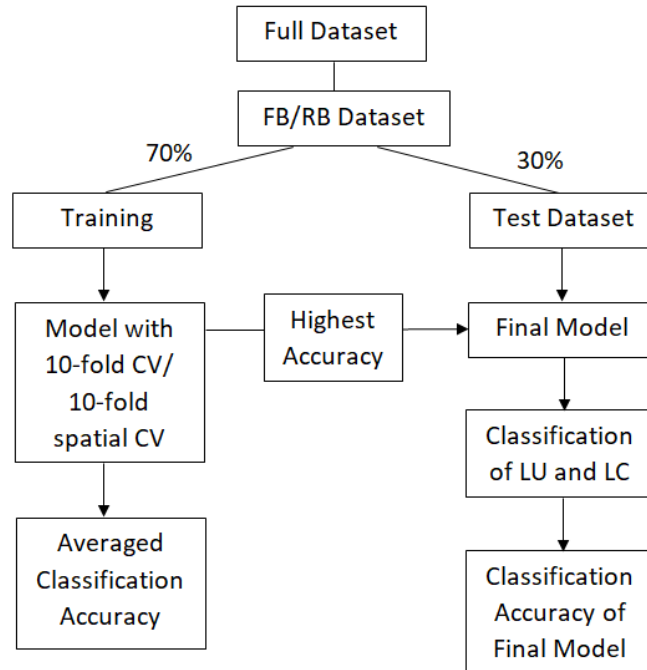 Full Dataset
FB/RB Dataset
70%
30%
Training
Test Dataset
Model with
10-fold CV/
10-fold
spatial CV
Highest
Accuracy
Final Model
Classification
of LU and LC
Averaged
Classification
Accuracy
Classification
Accuracy of
Final Model